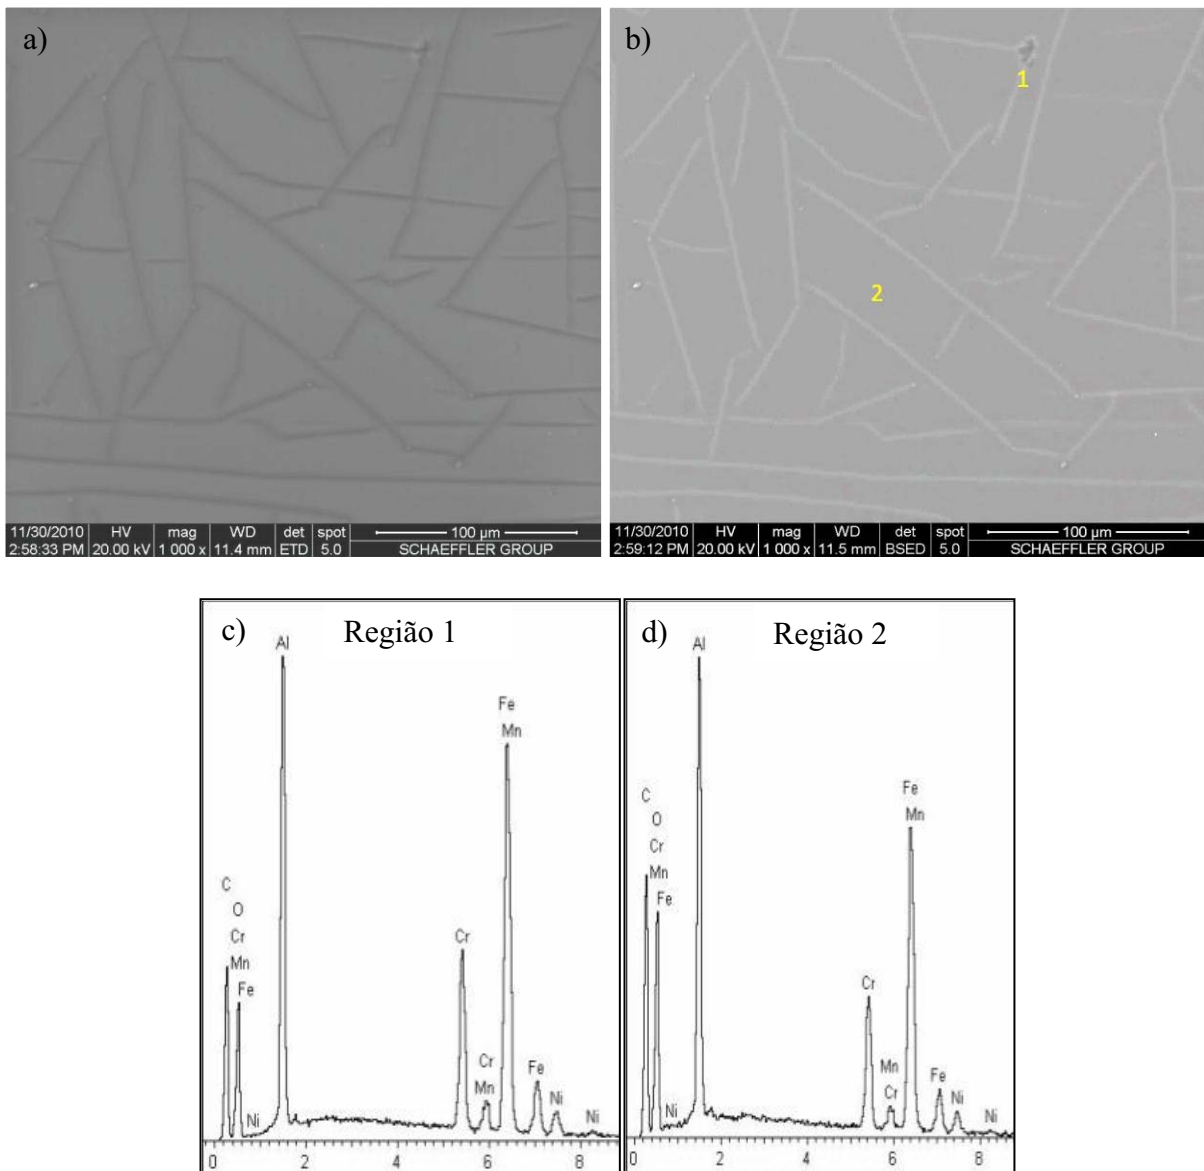 a)
b)
1
2
11/30/2010 HV mag WD det spot 100 µm
2:58:33 PM 20.00 kV 1 000 x 11.4 mm ETD 5.0 SCHAEFFLER GROUP
11/30/2010 HV mag WD det spot 100 µm
2:59:12 PM 20.00 kV 1 000 x 11.5 mm BSED 5.0 SCHAEFFLER GROUP
c) Região 1
Al
Fe
Mn
C
O
Cr
Mn
Fe
Ni
Cr
Cr
Mn
Fe
Ni
Ni
0 2 4 6 8
d) Região 2
Al
Fe
Mn
C
O
Cr
Mn
Fe
Ni
Cr
Mn
Cr
Fe
Ni
Ni
0 2 4 6 8